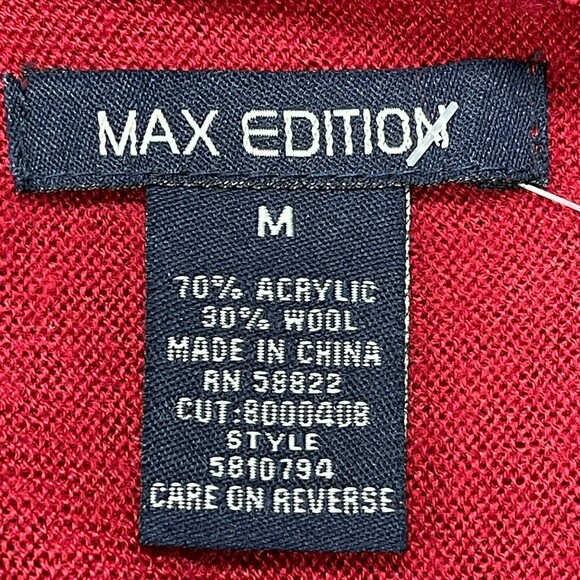 MAX EDITION
M
70% ACRYLIC
30% WOOL
MADE IN CHINA
RN 58822
CUT:8000408
STYLE
5810794
CARE ON REVERSE